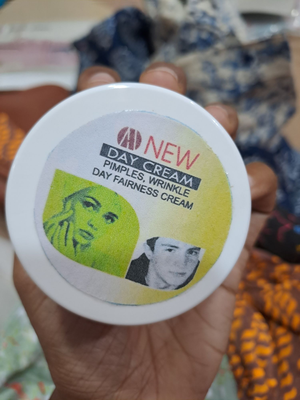 NEW
DAY CREAM
PIMPLES, WRINKLE
DAY FAIRNESS CREAM